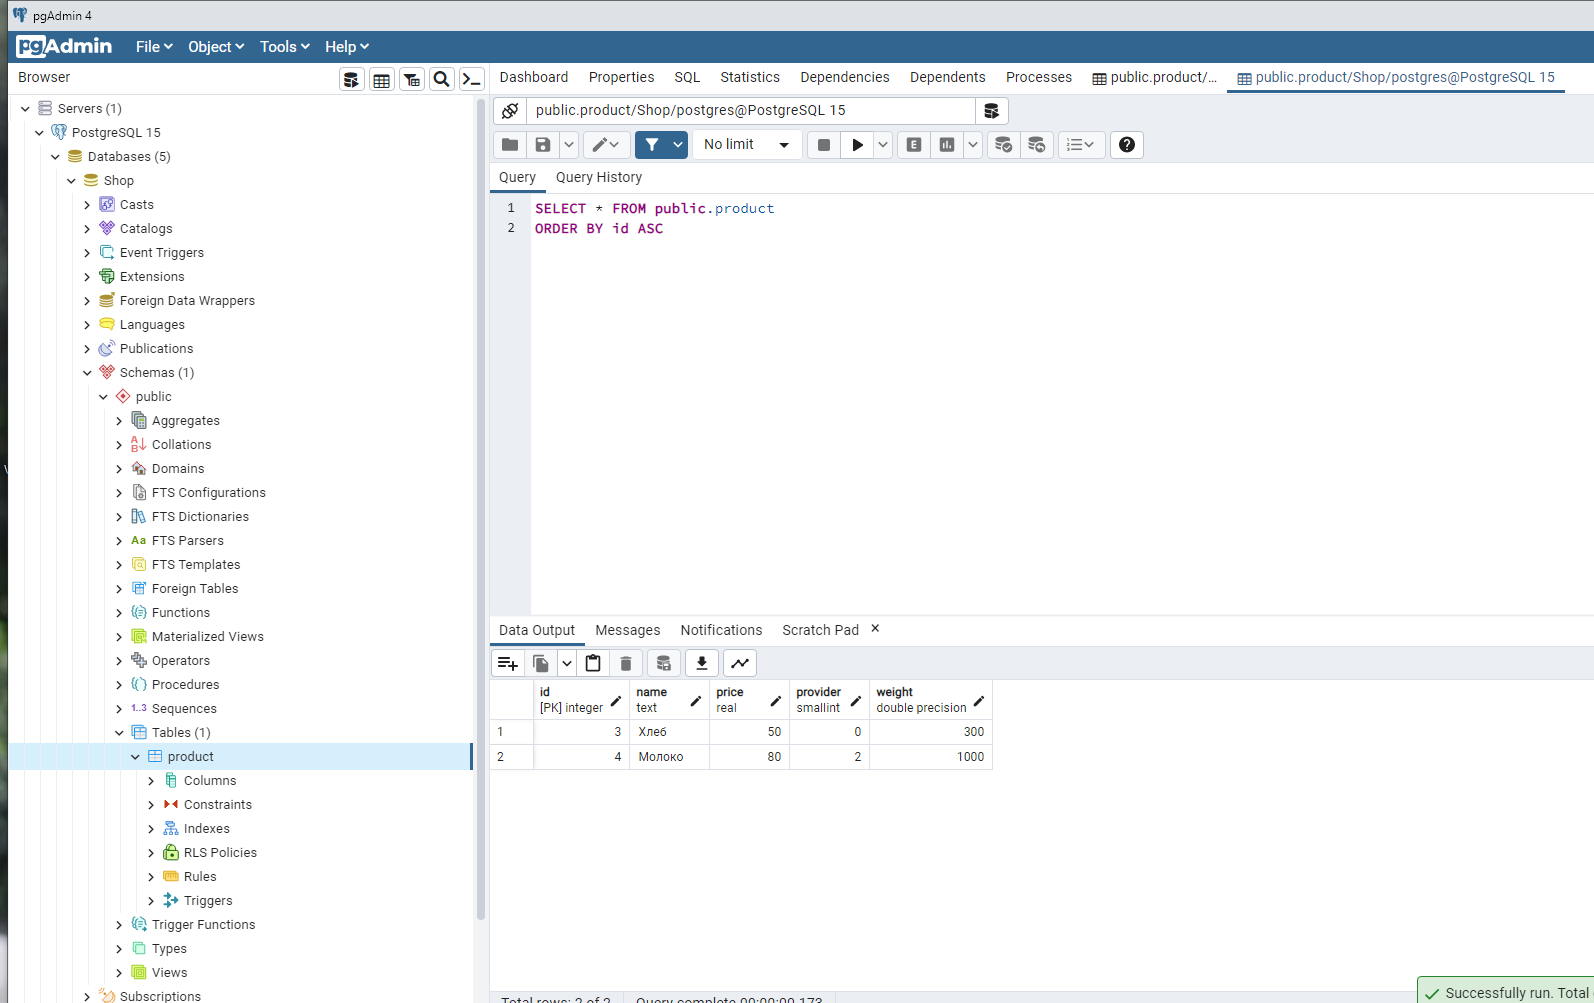 pgAdmin 4
pgAdmin File Object Tools Help
Browser
Dashboard Properties SQL Statistics Dependencies Dependents Processes public.product/... public.product/Shop/postgres@PostgreSQL 15
Servers (1)
PostgreSQL 15
Databases (5)
Shop
Casts
Catalogs
Event Triggers
Extensions
Foreign Data Wrappers
Languages
Publications
Schemas (1)
public
Aggregates
Collations
Domains
FTS Configurations
FTS Dictionaries
Aa FTS Parsers
FTS Templates
Foreign Tables
Functions
Materialized Views
Operators
Procedures
1..3 Sequences
Tables (1)
product
Columns
Constraints
Indexes
RLS Policies
Rules
Triggers
Trigger Functions
Types
Views
Subscriptions
public.product/Shop/postgres@PostgreSQL 15
No limit E
Query Query History
1 SELECT * FROM public.product
2 ORDER BY id ASC
Data Output Messages Notifications Scratch Pad
id name price provider weight
[PK] integer text real smallint double precision
1 3 Хлеб 50 0 300
2 4 Молоко 80 2 1000
Total rows: 2 of 2 Query complete 00:00:00.173
Successfully run. Total